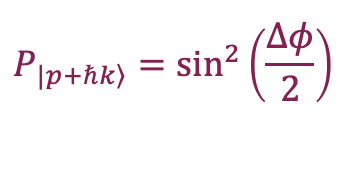 P_{|p+ħk⟩} = sin² (Δϕ/2)